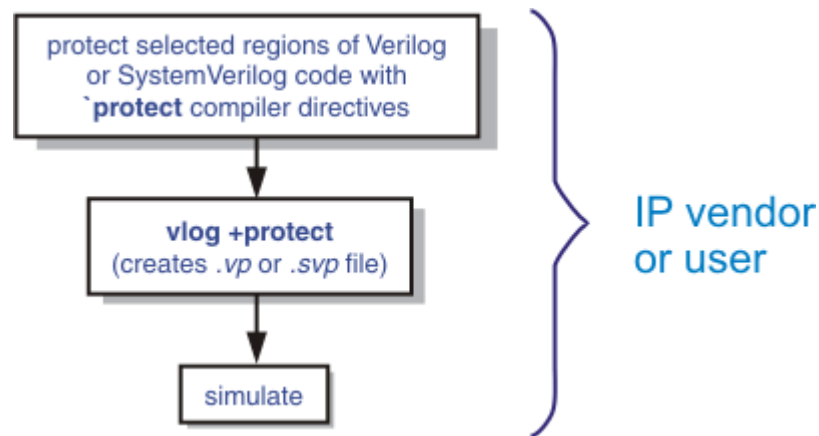 protect selected regions of Verilog
or SystemVerilog code with
`protect compiler directives
vlog +protect
(creates .vp or .svp file)
simulate
IP vendor
or user